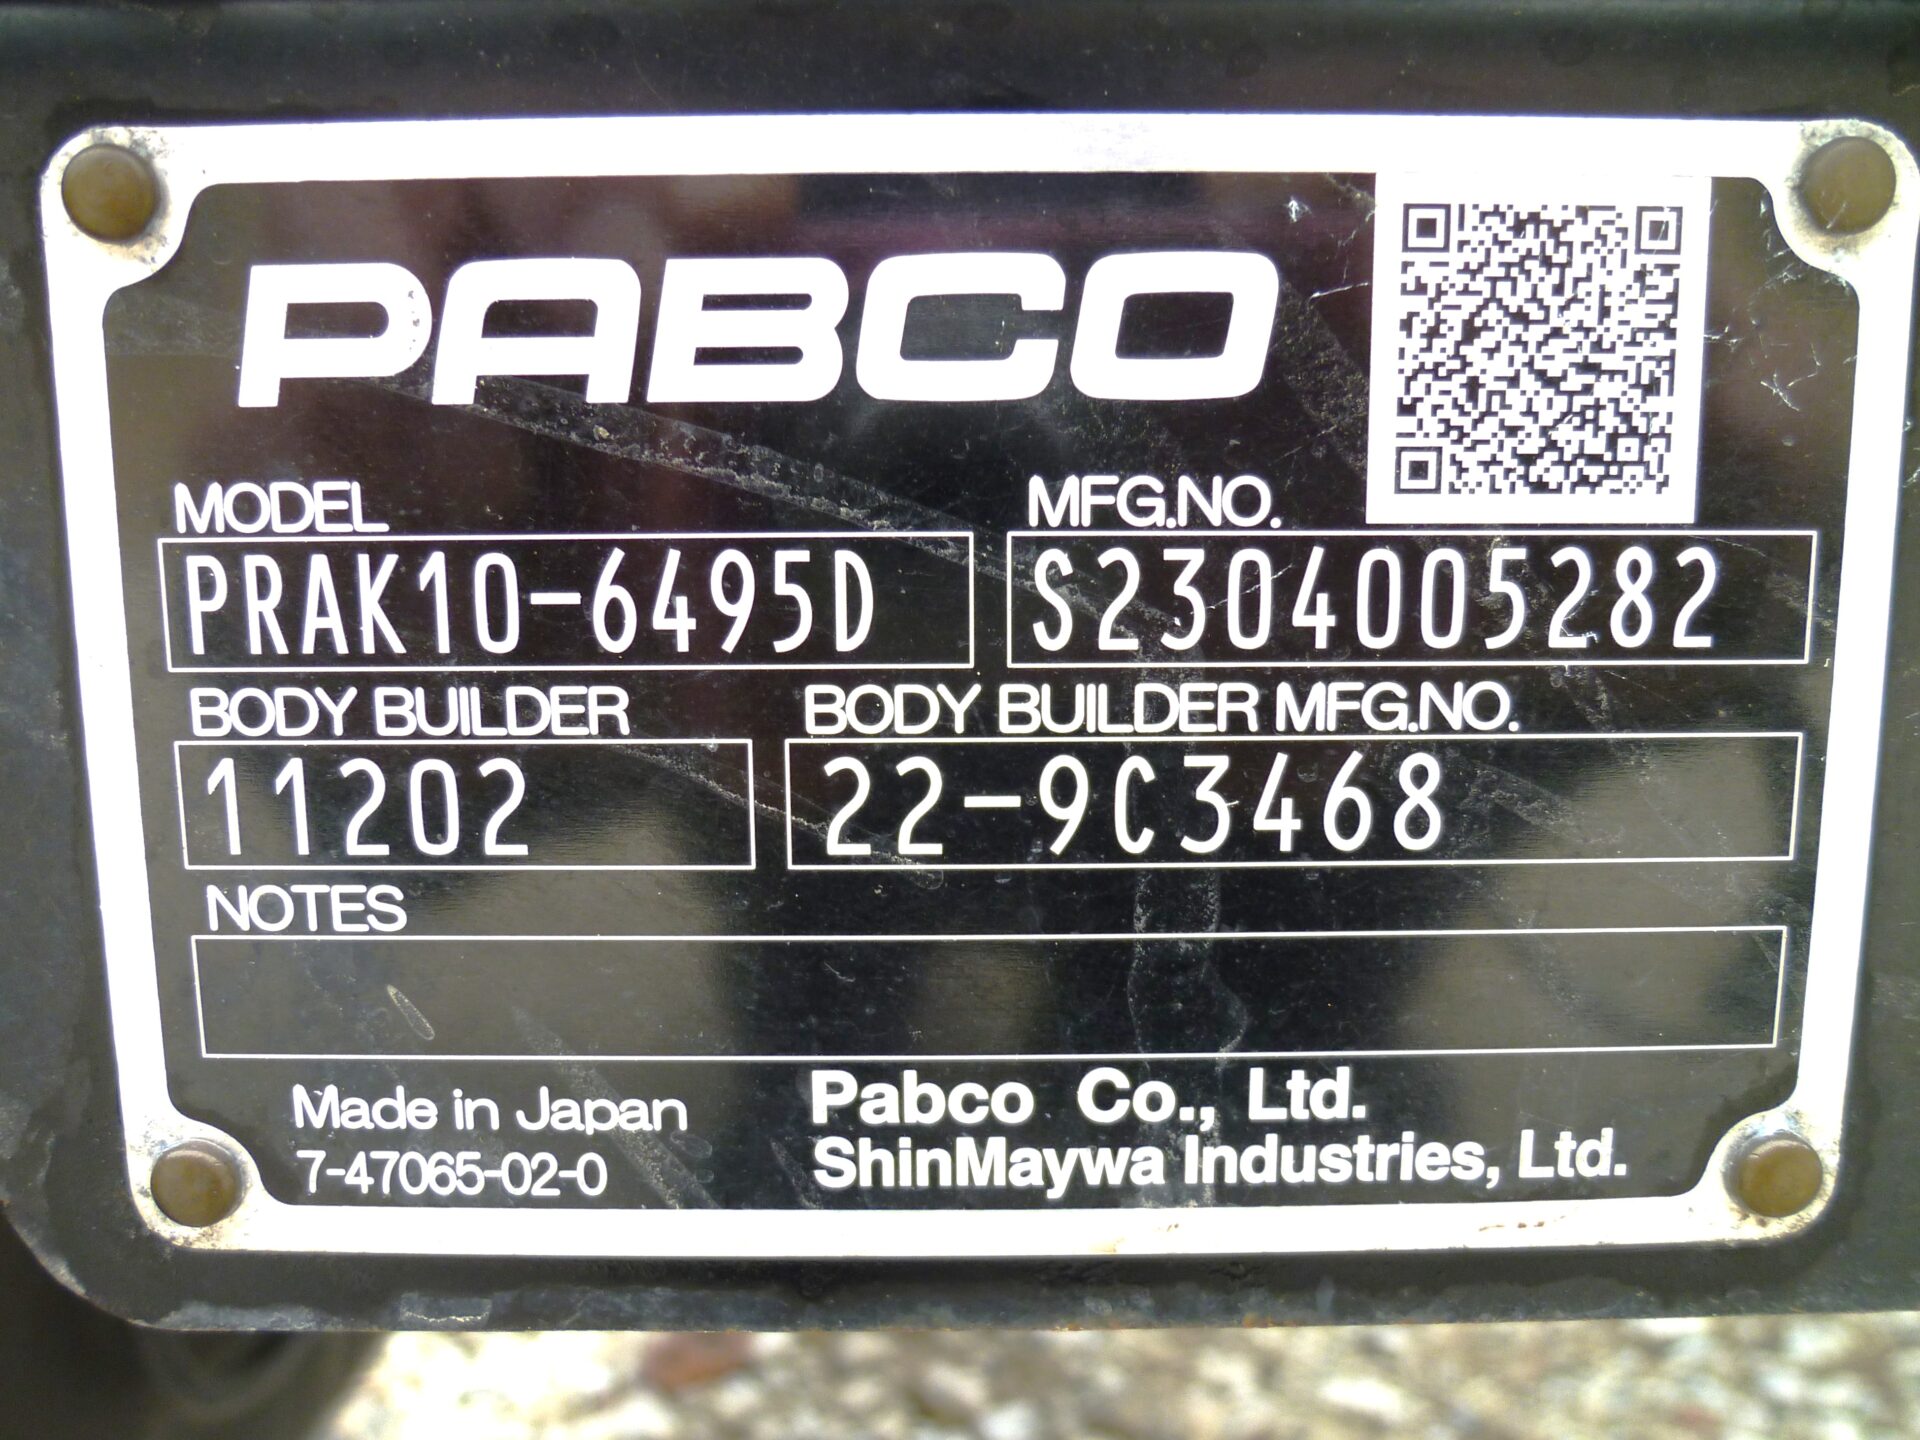 PABCO
MODEL
MFG.NO.
PRAK10-6495D
S2304005282
BODY BUILDER
BODY BUILDER MFG.NO.
11202
22-9C3468
NOTES
Made in Japan
7-47065-02-0
Pabco Co., Ltd.
ShinMaywa Industries, Ltd.